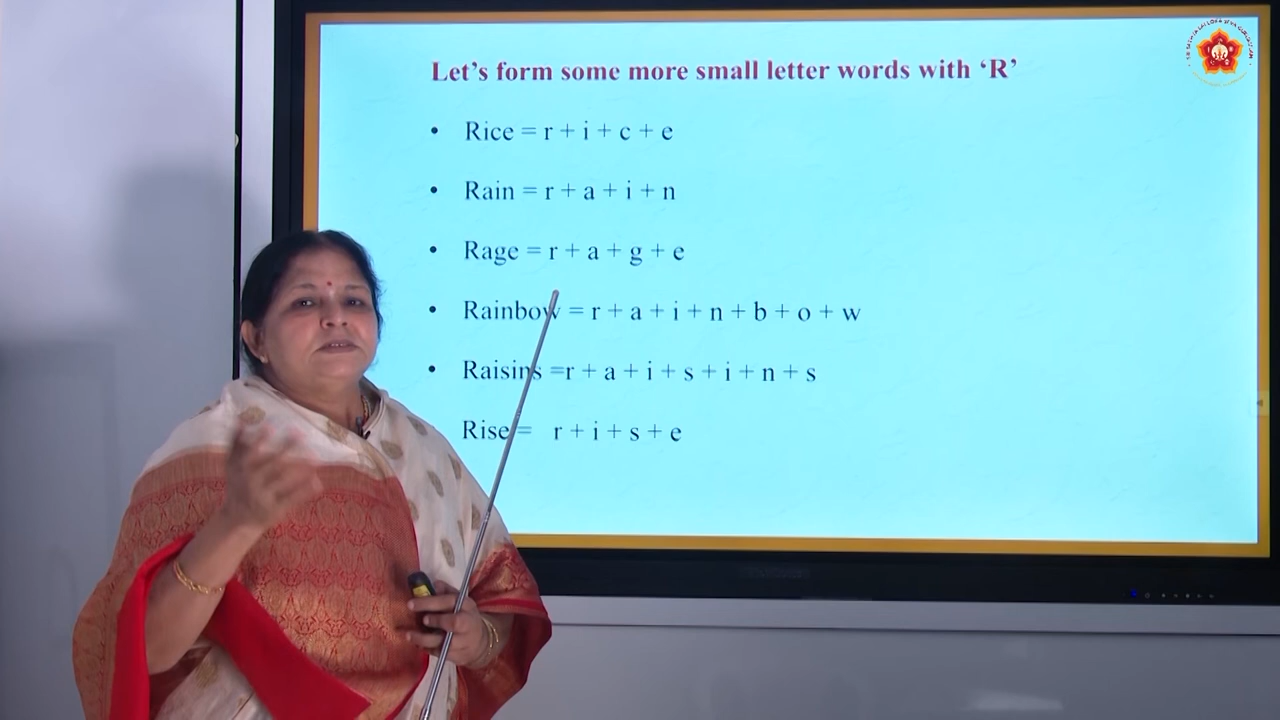 Let's form some more small letter words with 'R'
• Rice = r + i + c + e
• Rain = r + a + i + n
• Rage = r + a + g + e
• Rainbow = r + a + i + n + b + o + w
• Raisins =r + a + i + s + i + n + s
Rise = r + i + s + e